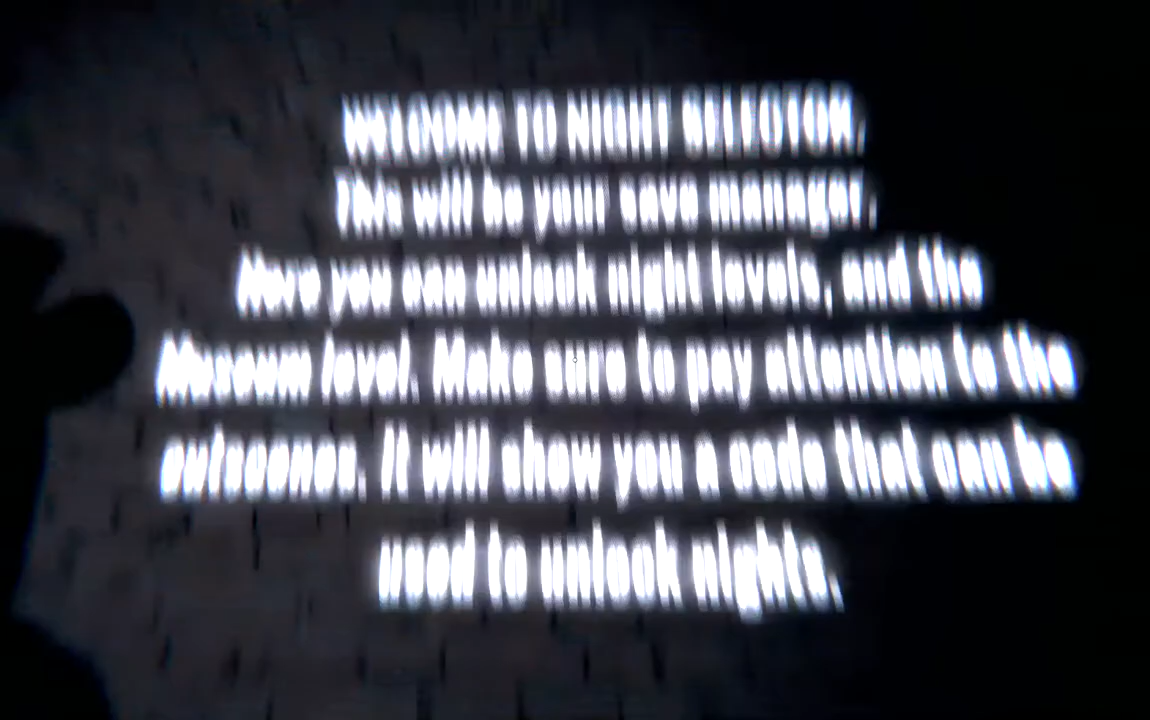 WELCOME TO NIGHT SELECTOR.
This will be your save manager.
Here you can unlock night levels, and the
Museum level. Make sure to pay attention to the
cutscenes. It will show you a code that can be
used to unlock nights.